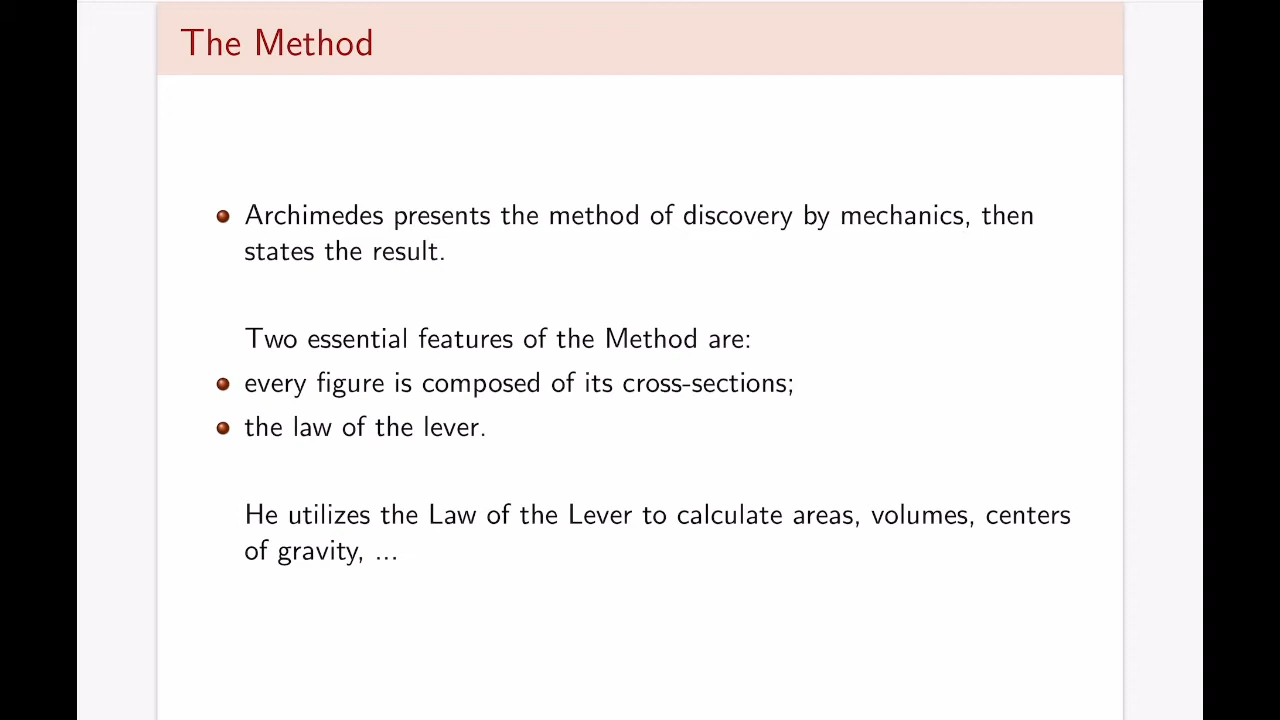 The Method
Archimedes presents the method of discovery by mechanics, then
states the result.
Two essential features of the Method are:
every figure is composed of its cross-sections;
the law of the lever.
He utilizes the Law of the Lever to calculate areas, volumes, centers
of gravity, ...